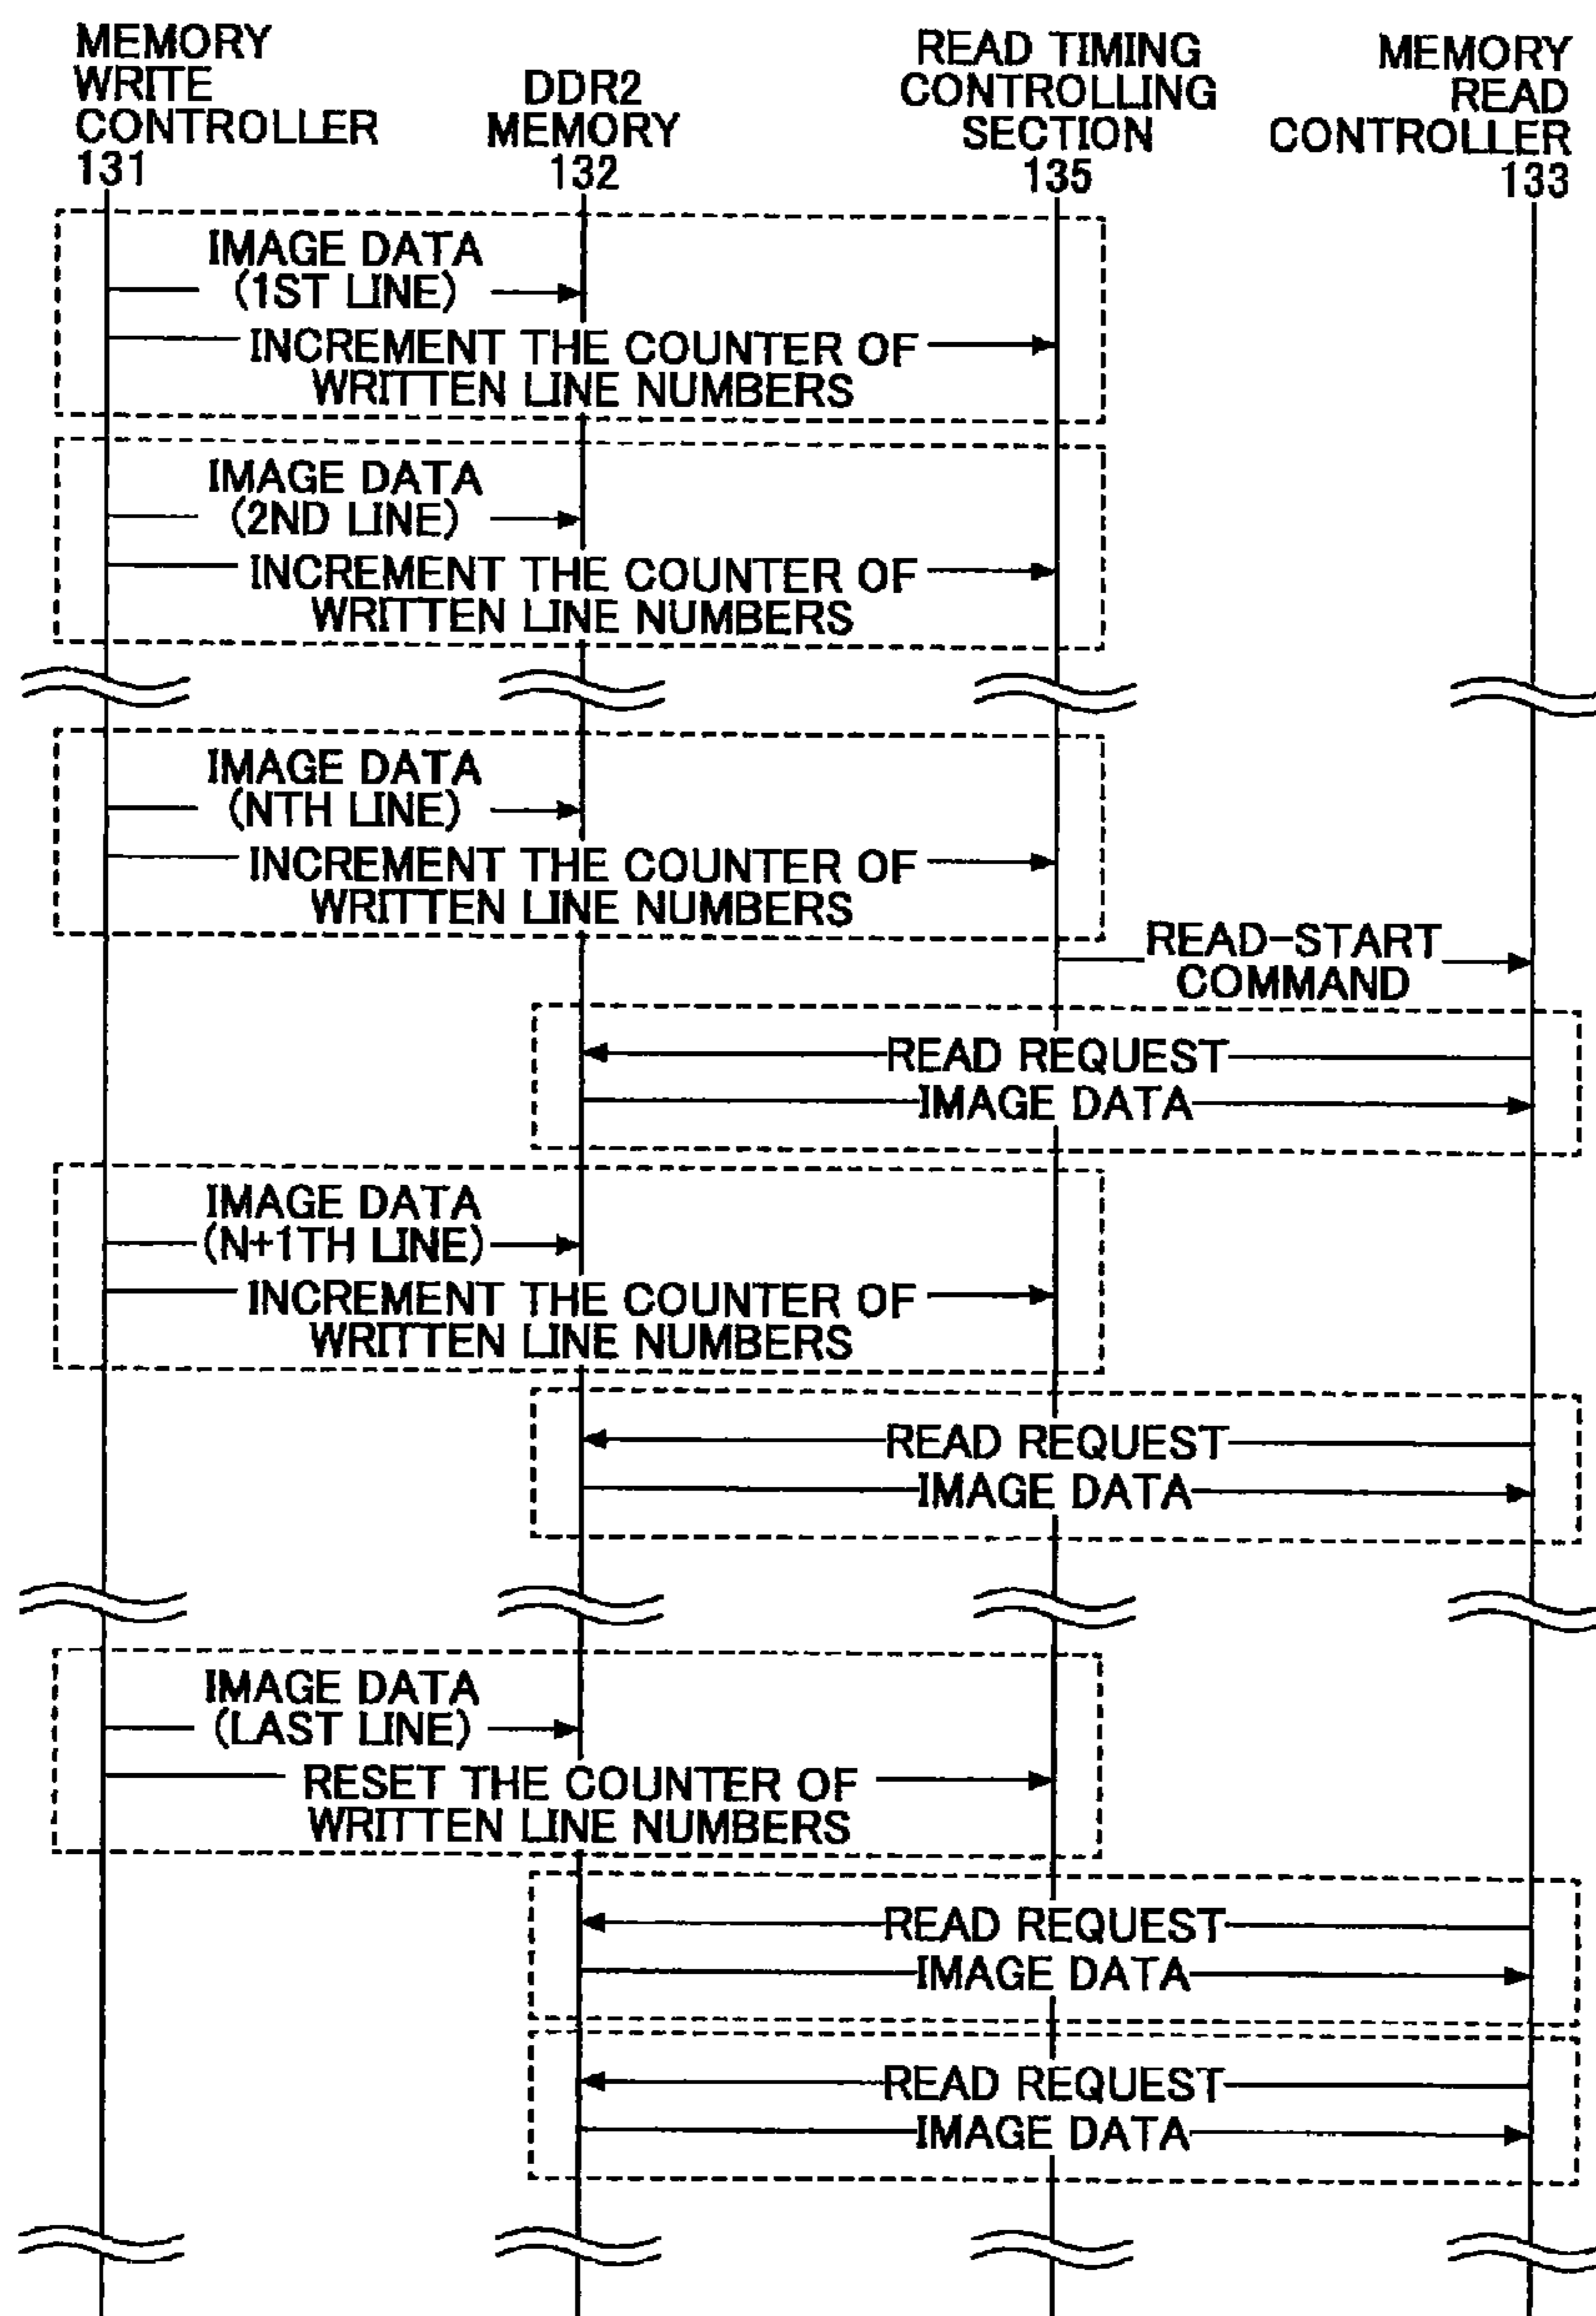 MEMORY
WRITE
CONTROLLER
131
DDR2
MEMORY
132
READ TIMING
CONTROLLING
SECTION
135
MEMORY
READ
CONTROLLER
133
IMAGE DATA
(1ST LINE)
INCREMENT THE COUNTER OF
WRITTEN LINE NUMBERS
IMAGE DATA
(2ND LINE)
INCREMENT THE COUNTER OF
WRITTEN LINE NUMBERS
IMAGE DATA
(NTH LINE)
INCREMENT THE COUNTER OF
WRITTEN LINE NUMBERS
READ-START
COMMAND
READ REQUEST
IMAGE DATA
IMAGE DATA
(N+1TH LINE)
INCREMENT THE COUNTER OF
WRITTEN LINE NUMBERS
READ REQUEST
IMAGE DATA
IMAGE DATA
(LAST LINE)
RESET THE COUNTER OF
WRITTEN LINE NUMBERS
READ REQUEST
IMAGE DATA
READ REQUEST
IMAGE DATA